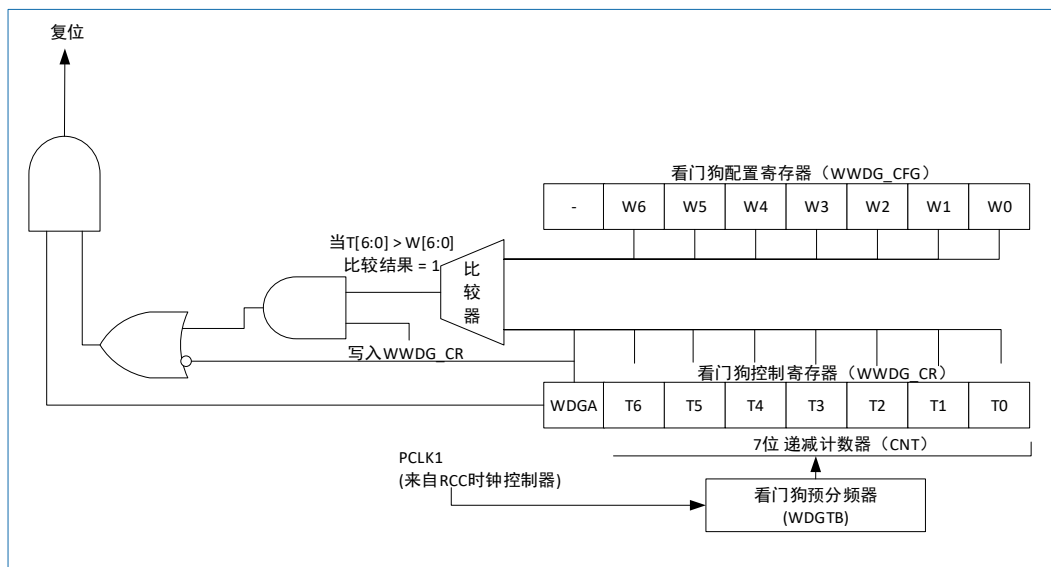 复位
看门狗配置寄存器（WWDG_CFG）
- W6 W5 W4 W3 W2 W1 W0
当T[6:0] > W[6:0]
比较结果 = 1
比较器
写入WWDG_CR
看门狗控制寄存器（WWDG_CR）
WDGA T6 T5 T4 T3 T2 T1 T0
7位 递减计数器（CNT）
PCLK1
(来自RCC时钟控制器)
看门狗预分频器
(WDGTB)